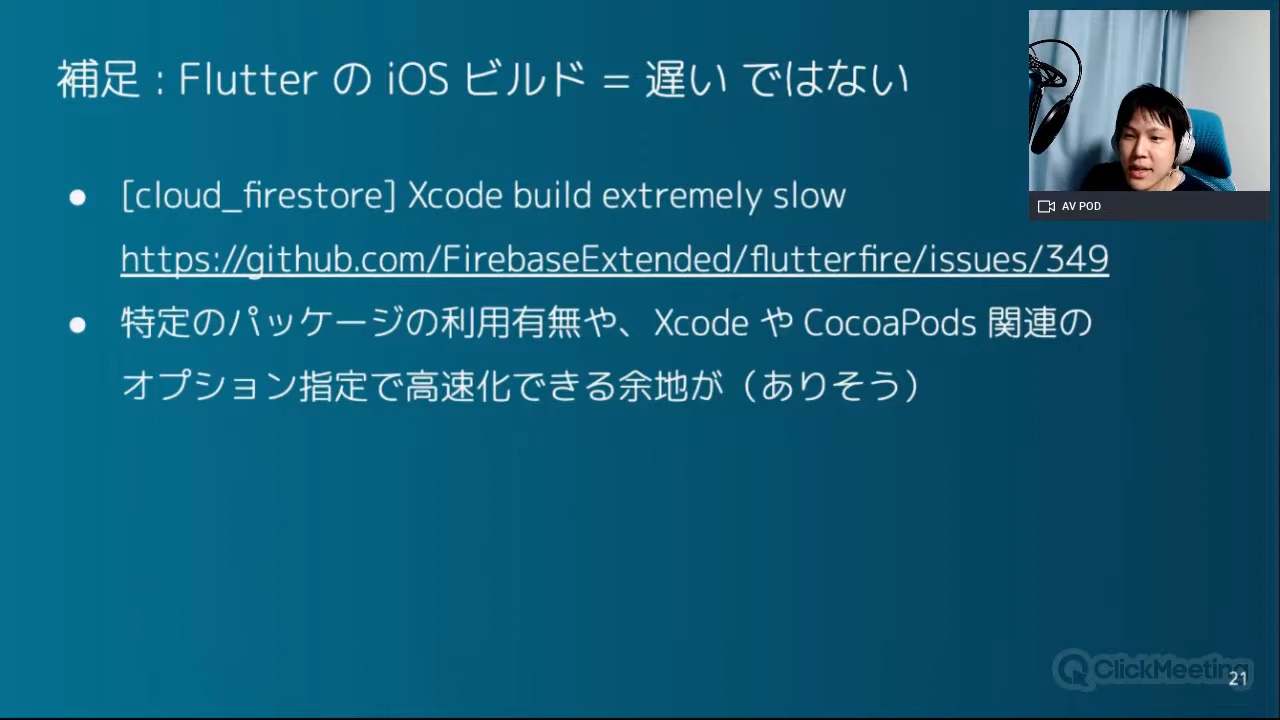 補足 : Flutter の iOS ビルド = 遅い ではない
● [cloud_firestore] Xcode build extremely slow
https://github.com/FirebaseExtended/flutterfire/issues/349
● 特定のパッケージの利用有無や、Xcode や CocoaPods 関連の
オプション指定で高速化できる余地が（ありそう）
AV POD
ClickMeeting
21